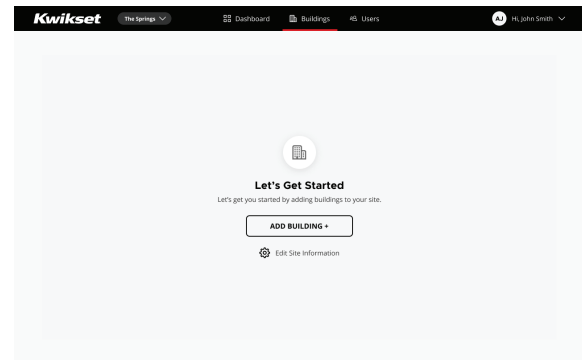 Kwikset
The Springs
Dashboard
Buildings
Users
AJ
Hi, John Smith
Let's Get Started
Let's get you started by adding buildings to your site.
ADD BUILDING +
Edit Site Information